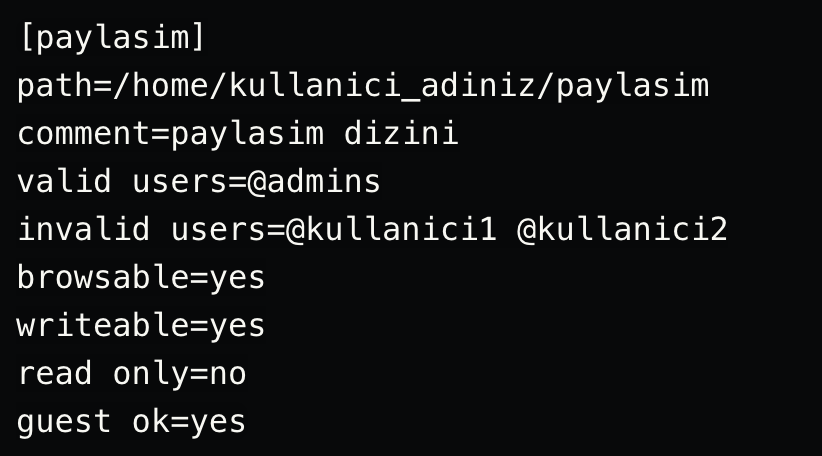 [paylasim]
path=/home/kullanici_adiniz/paylasim
comment=paylasim dizini
valid users=@admins
invalid users=@kullanici1 @kullanici2
browsable=yes
writeable=yes
read only=no
guest ok=yes